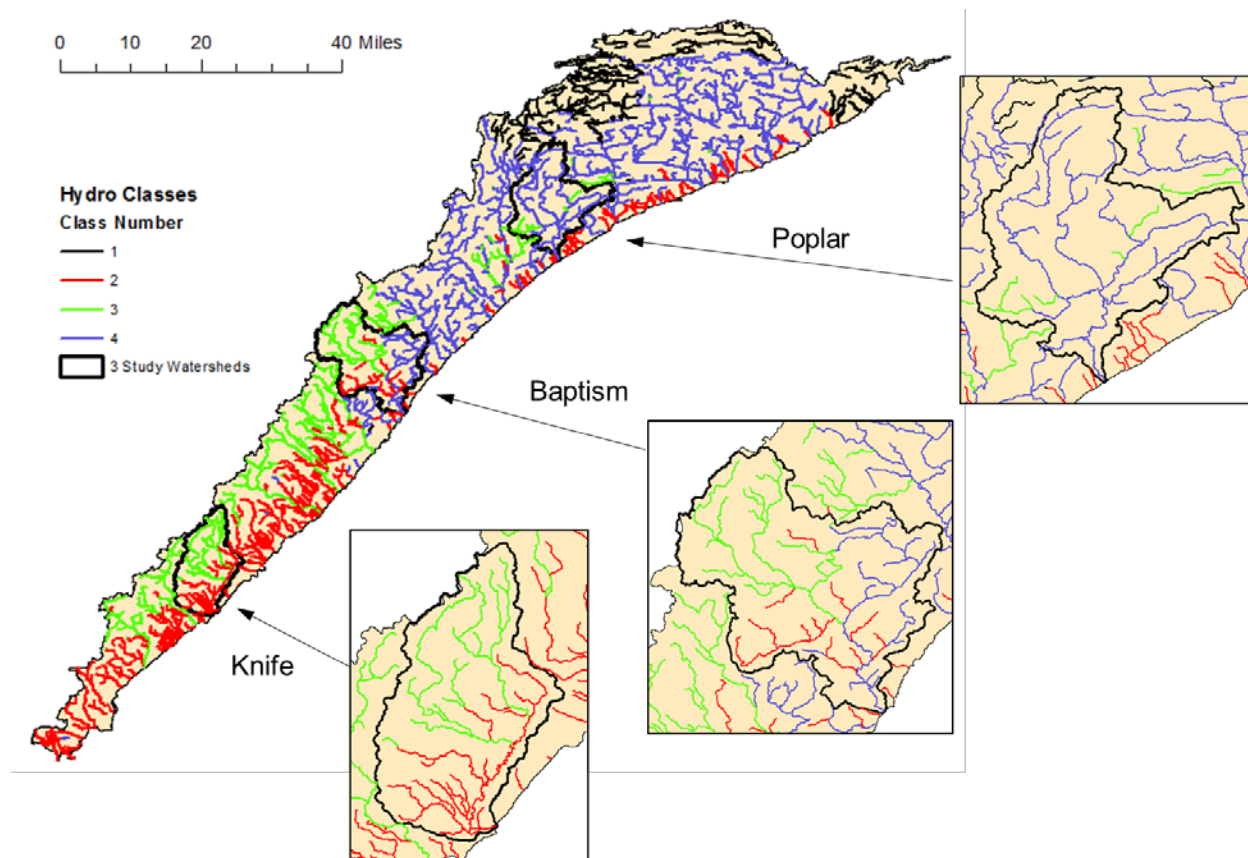 0 10 20 40 Miles
Hydro Classes
Class Number
1
2
3
4
3 Study Watersheds
Poplar
Baptism
Knife